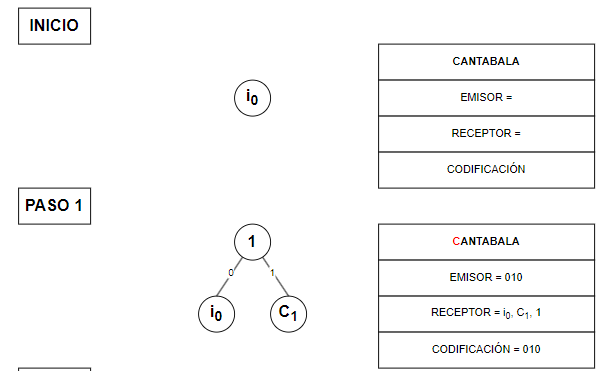 INICIO
i₀
CANTABALA
EMISOR =
RECEPTOR =
CODIFICACIÓN
PASO 1
1
0
1
i₀
C₁
CANTABALA
EMISOR = 010
RECEPTOR = i₀, C₁, 1
CODIFICACIÓN = 010